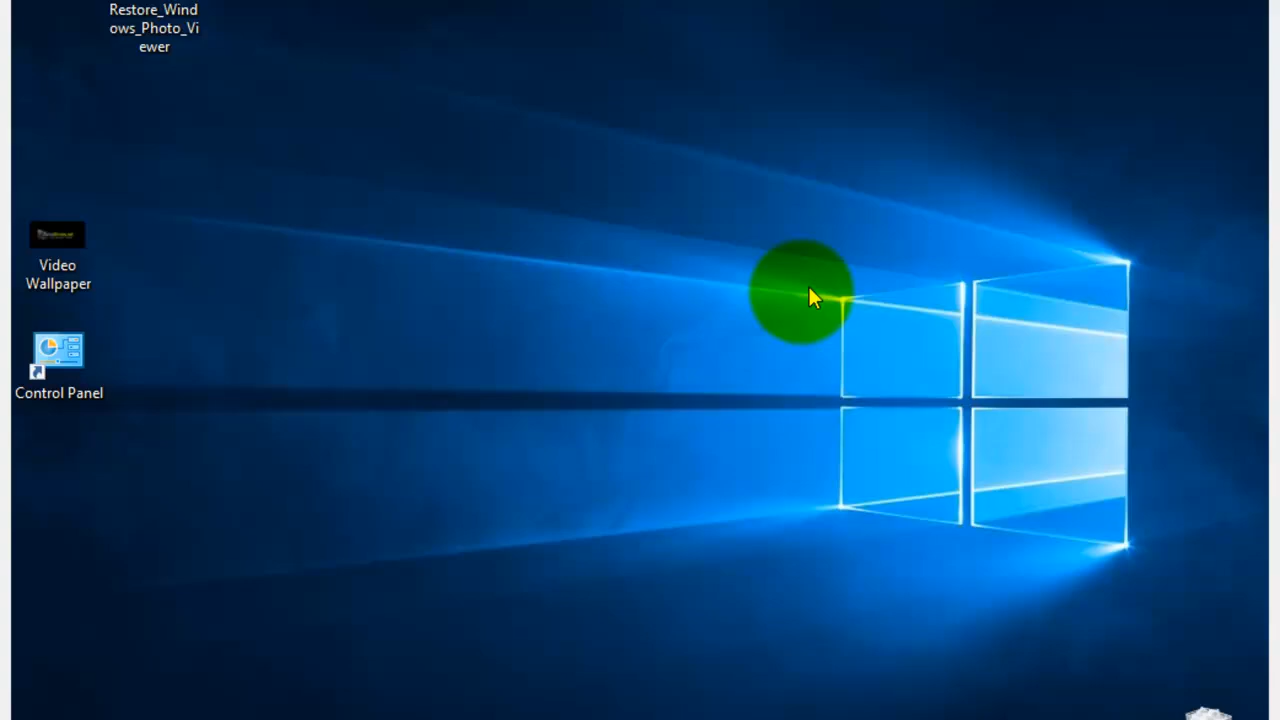 Restore_Wind
ows_Photo_Vi
ewer
Video
Wallpaper
Control Panel